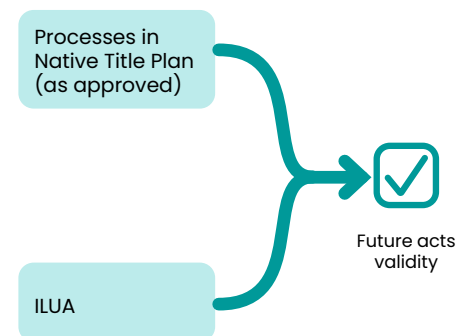 Processes in
Native Title Plan
(as approved)
Future acts
validity
ILUA